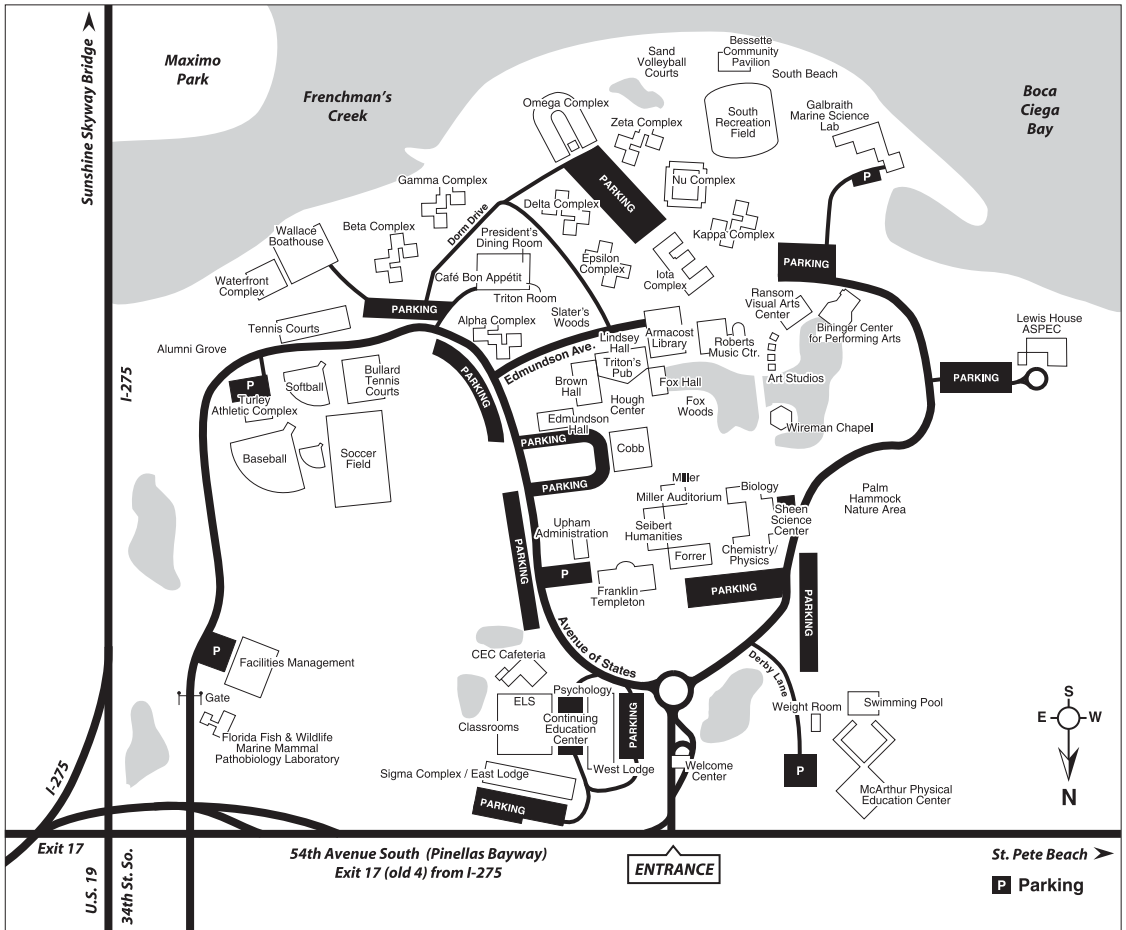 Sunshine Skyway Bridge
Maximo
Park
Frenchman's
Creek
Sand
Volleyball
Courts
Bessette
Community
Pavilion
South Beach
Boca
Ciega
Bay
Omega Complex
Zeta Complex
South
Recreation
Field
Galbraith
Marine Science
Lab
P
Gamma Complex
PARKING
Nu Complex
Delta Complex
Dorm Drive
Kappa Complex
Beta Complex
President's
Dining Room
Wallace
Boathouse
Epsilon
Complex
Iota
Complex
PARKING
Café Bon Appétit
Waterfront
Complex
Triton Room
Ransom
Visual Arts
Center
PARKING
Slater's
Woods
Alpha Complex
Tennis Courts
Lindsey
Hall
Armacost
Library
Roberts
Music Ctr.
Bininger Center
for Performing Arts
Lewis House
ASPEC
Alumni Grove
Edmundson Ave.
Triton's
Pub
Art Studios
PARKING
P
Softball
Bullard
Tennis
Courts
PARKING
Brown
Hall
Fox Hall
I-275
Turley
Athletic Complex
Hough
Center
Fox
Woods
Edmundson
Hall
Wireman Chapel
PARKING
Cobb
Baseball
Soccer
Field
PARKING
Miller
Miller Auditorium
Biology
Palm
Hammock
Nature Area
Sheen
Science
Center
Upham
Administration
Seibert
Humanities
PARKING
Forrer
Chemistry/
Physics
P
Franklin
Templeton
PARKING
PARKING
Avenue of States
P
Facilities Management
CEC Cafeteria
Derby Lane
Gate
Psychology
ELS
Classrooms
Continuing
Education
Center
PARKING
Weight Room
Swimming Pool
S
E
W
N
Florida Fish & Wildlife
Marine Mammal
Pathobiology Laboratory
West Lodge
Welcome
Center
P
Sigma Complex / East Lodge
PARKING
McArthur Physical
Education Center
I-275
Exit 17
54th Avenue South (Pinellas Bayway)
Exit 17 (old 4) from I-275
ENTRANCE
St. Pete Beach
P Parking
U.S. 19
34th St. So.